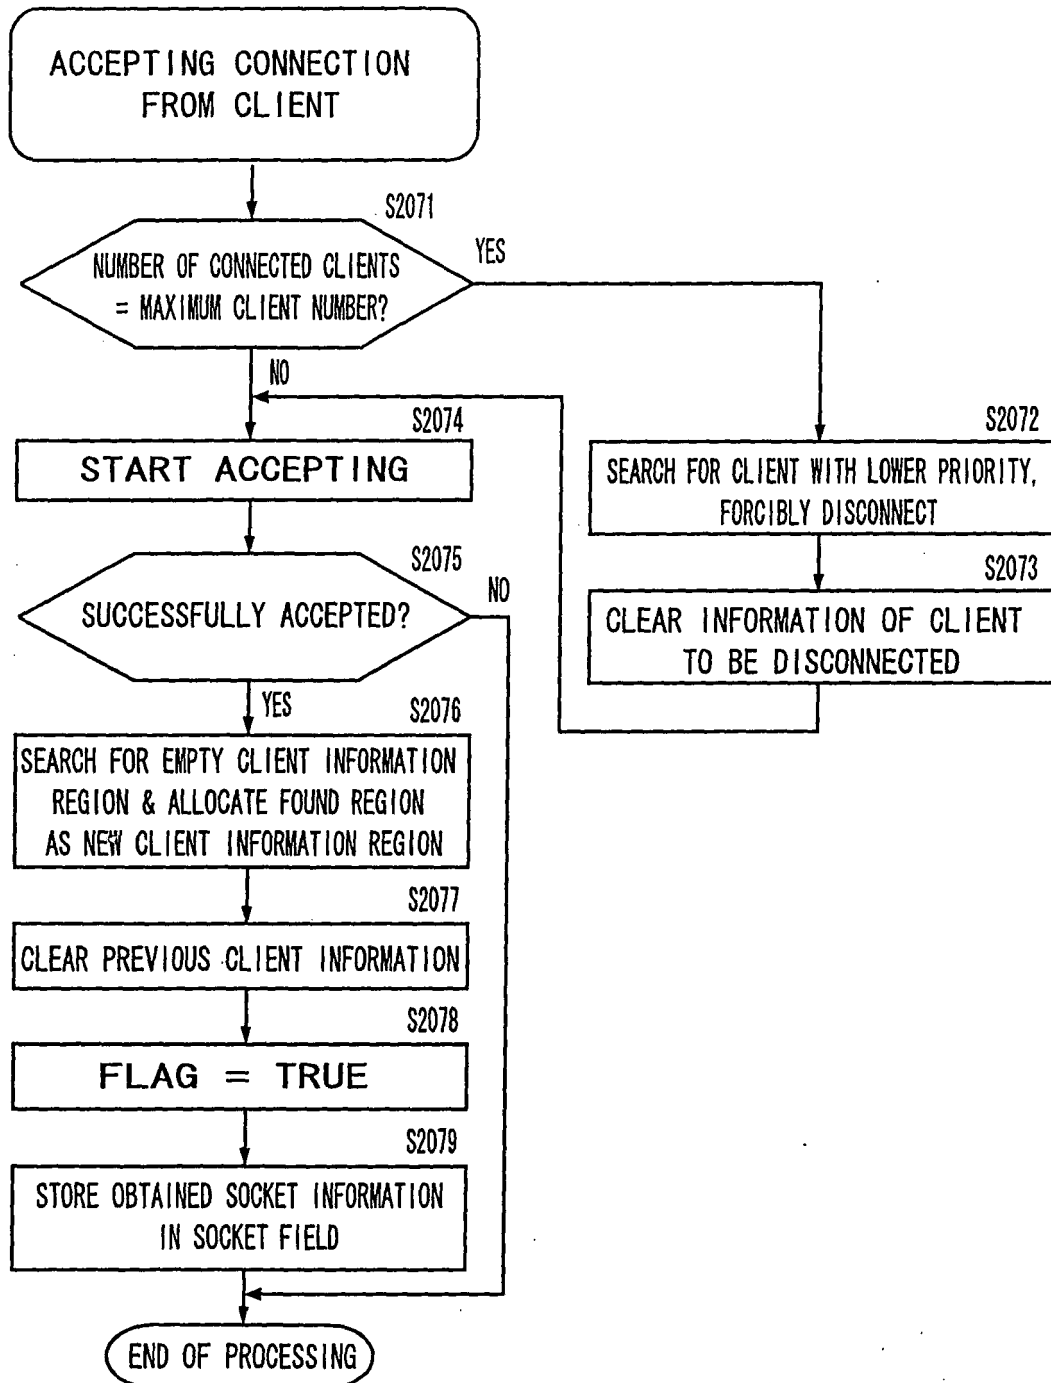 ACCEPTING CONNECTION
FROM CLIENT
S2071
NUMBER OF CONNECTED CLIENTS
= MAXIMUM CLIENT NUMBER?
YES
NO
S2074
START ACCEPTING
S2072
SEARCH FOR CLIENT WITH LOWER PRIORITY,
FORCIBLY DISCONNECT
S2073
CLEAR INFORMATION OF CLIENT
TO BE DISCONNECTED
S2075
SUCCESSFULLY ACCEPTED?
NO
YES
S2076
SEARCH FOR EMPTY CLIENT INFORMATION
REGION & ALLOCATE FOUND REGION
AS NEW CLIENT INFORMATION REGION
S2077
CLEAR PREVIOUS CLIENT INFORMATION
S2078
FLAG = TRUE
S2079
STORE OBTAINED SOCKET INFORMATION
IN SOCKET FIELD
END OF PROCESSING